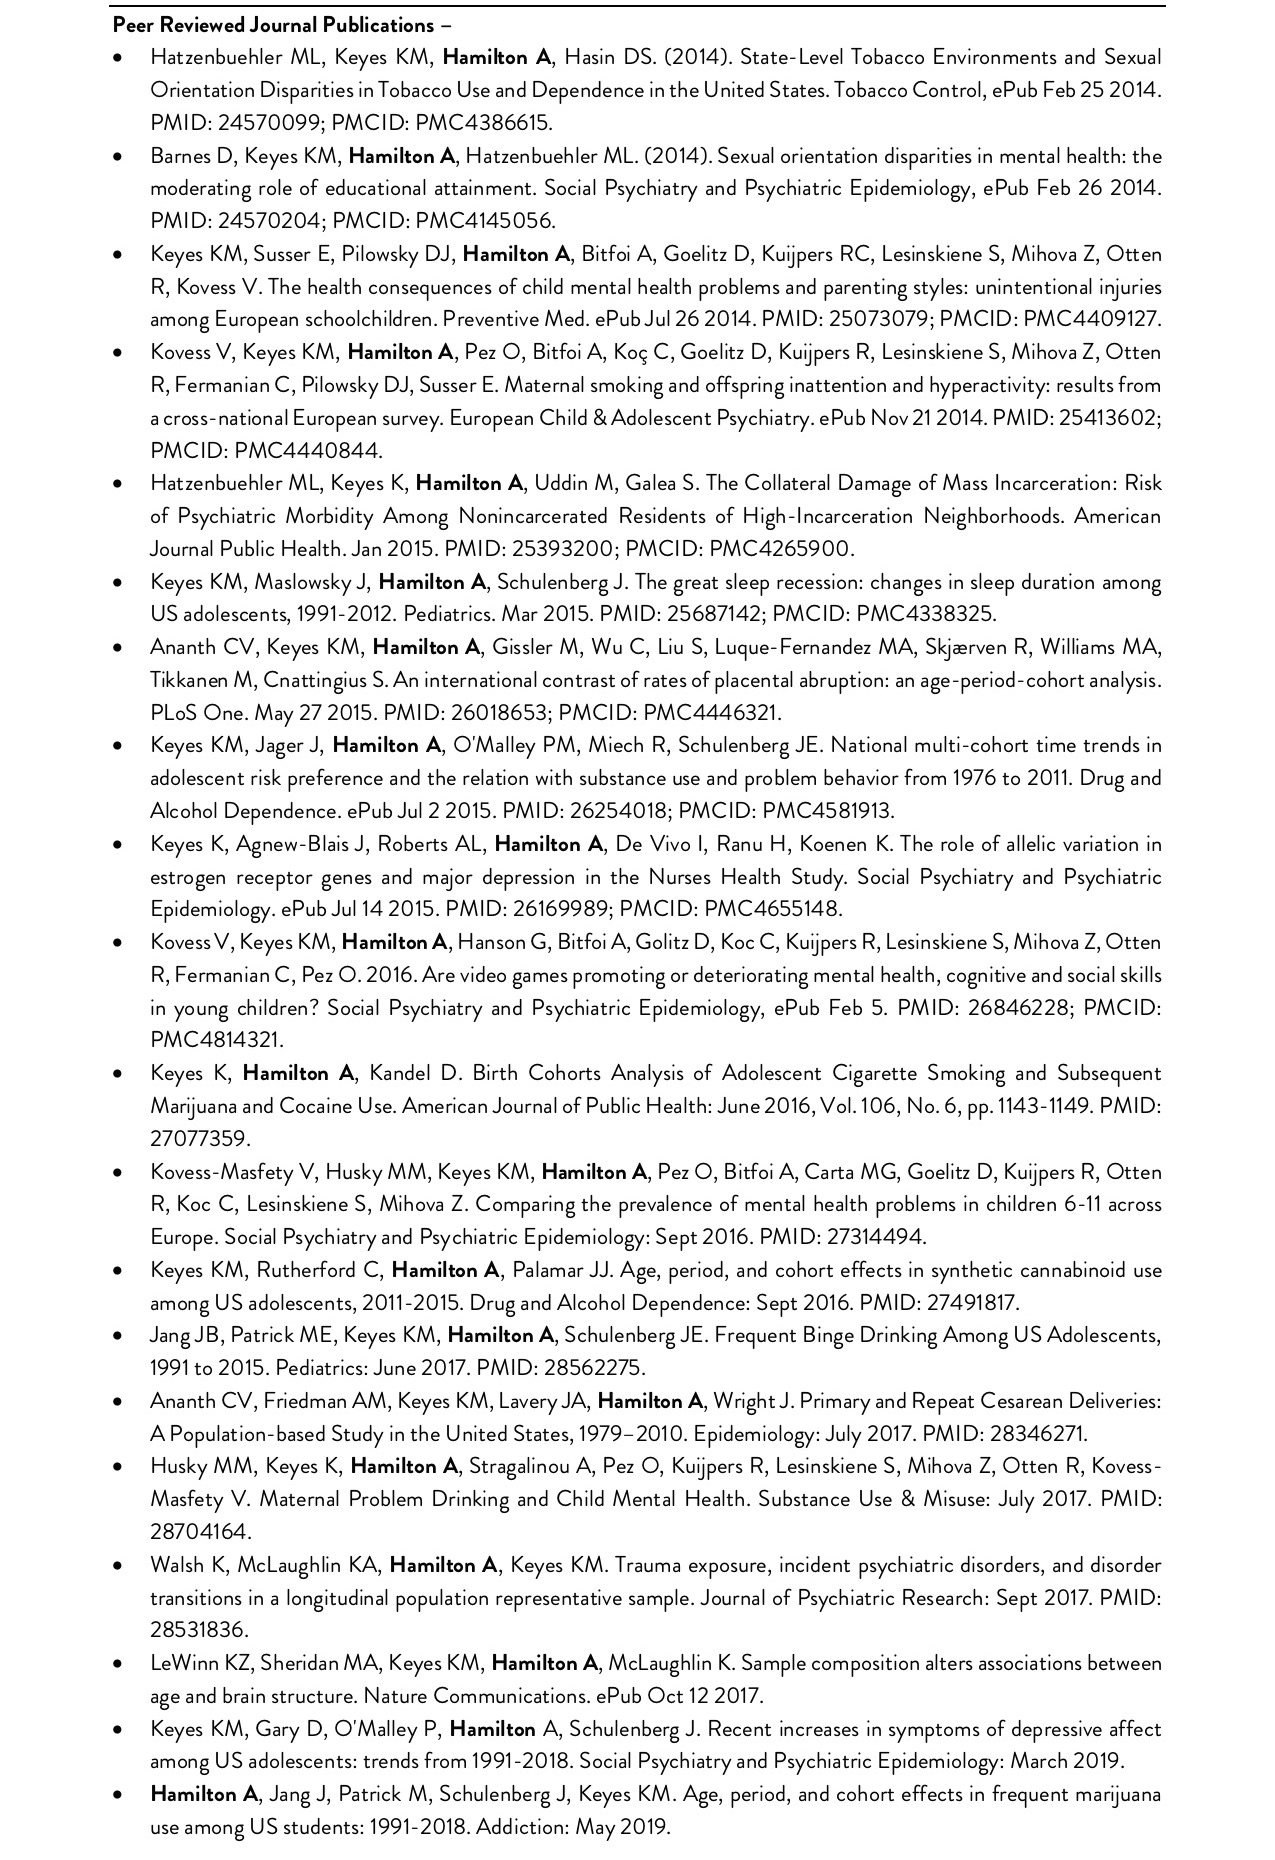 Peer Reviewed Journal Publications –
• Hatzenbuehler ML, Keyes KM, Hamilton A, Hasin DS. (2014). State-Level Tobacco Environments and Sexual
Orientation Disparities in Tobacco Use and Dependence in the United States. Tobacco Control, ePub Feb 25 2014.
PMID: 24570099; PMCID: PMC4386615.
• Barnes D, Keyes KM, Hamilton A, Hatzenbuehler ML. (2014). Sexual orientation disparities in mental health: the
moderating role of educational attainment. Social Psychiatry and Psychiatric Epidemiology, ePub Feb 26 2014.
PMID: 24570204; PMCID: PMC4145056.
• Keyes KM, Susser E, Pilowsky DJ, Hamilton A, Bitfoi A, Goelitz D, Kuijpers RC, Lesinskiene S, Mihova Z, Otten
R, Kovess V. The health consequences of child mental health problems and parenting styles: unintentional injuries
among European schoolchildren. Preventive Med. ePub Jul 26 2014. PMID: 25073079; PMCID: PMC4409127.
• Kovess V, Keyes KM, Hamilton A, Pez O, Bitfoi A, Koç C, Goelitz D, Kuijpers R, Lesinskiene S, Mihova Z, Otten
R, Fermanian C, Pilowsky DJ, Susser E. Maternal smoking and offspring inattention and hyperactivity: results from
a cross-national European survey. European Child & Adolescent Psychiatry. ePub Nov 21 2014. PMID: 25413602;
PMCID: PMC4440844.
• Hatzenbuehler ML, Keyes K, Hamilton A, Uddin M, Galea S. The Collateral Damage of Mass Incarceration: Risk
of Psychiatric Morbidity Among Nonincarcerated Residents of High-Incarceration Neighborhoods. American
Journal Public Health. Jan 2015. PMID: 25393200; PMCID: PMC4265900.
• Keyes KM, Maslowsky J, Hamilton A, Schulenberg J. The great sleep recession: changes in sleep duration among
US adolescents, 1991-2012. Pediatrics. Mar 2015. PMID: 25687142; PMCID: PMC4338325.
• Ananth CV, Keyes KM, Hamilton A, Gissler M, Wu C, Liu S, Luque-Fernandez MA, Skjærven R, Williams MA,
Tikkanen M, Cnattingius S. An international contrast of rates of placental abruption: an age-period-cohort analysis.
PLoS One. May 27 2015. PMID: 26018653; PMCID: PMC4446321.
• Keyes KM, Jager J, Hamilton A, O'Malley PM, Miech R, Schulenberg JE. National multi-cohort time trends in
adolescent risk preference and the relation with substance use and problem behavior from 1976 to 2011. Drug and
Alcohol Dependence. ePub Jul 2 2015. PMID: 26254018; PMCID: PMC4581913.
• Keyes K, Agnew-Blais J, Roberts AL, Hamilton A, De Vivo I, Ranu H, Koenen K. The role of allelic variation in
estrogen receptor genes and major depression in the Nurses Health Study. Social Psychiatry and Psychiatric
Epidemiology. ePub Jul 14 2015. PMID: 26169989; PMCID: PMC4655148.
• Kovess V, Keyes KM, Hamilton A, Hanson G, Bitfoi A, Golitz D, Koc C, Kuijpers R, Lesinskiene S, Mihova Z, Otten
R, Fermanian C, Pez O. 2016. Are video games promoting or deteriorating mental health, cognitive and social skills
in young children? Social Psychiatry and Psychiatric Epidemiology, ePub Feb 5. PMID: 26846228; PMCID:
PMC4814321.
• Keyes K, Hamilton A, Kandel D. Birth Cohorts Analysis of Adolescent Cigarette Smoking and Subsequent
Marijuana and Cocaine Use. American Journal of Public Health: June 2016, Vol. 106, No. 6, pp. 1143-1149. PMID:
27077359.
• Kovess-Masfety V, Husky MM, Keyes KM, Hamilton A, Pez O, Bitfoi A, Carta MG, Goelitz D, Kuijpers R, Otten
R, Koc C, Lesinskiene S, Mihova Z. Comparing the prevalence of mental health problems in children 6-11 across
Europe. Social Psychiatry and Psychiatric Epidemiology: Sept 2016. PMID: 27314494.
• Keyes KM, Rutherford C, Hamilton A, Palamar JJ. Age, period, and cohort effects in synthetic cannabinoid use
among US adolescents, 2011-2015. Drug and Alcohol Dependence: Sept 2016. PMID: 27491817.
• Jang JB, Patrick ME, Keyes KM, Hamilton A, Schulenberg JE. Frequent Binge Drinking Among US Adolescents,
1991 to 2015. Pediatrics: June 2017. PMID: 28562275.
• Ananth CV, Friedman AM, Keyes KM, Lavery JA, Hamilton A, Wright J. Primary and Repeat Cesarean Deliveries:
A Population-based Study in the United States, 1979–2010. Epidemiology: July 2017. PMID: 28346271.
• Husky MM, Keyes K, Hamilton A, Stragalinou A, Pez O, Kuijpers R, Lesinskiene S, Mihova Z, Otten R, Kovess-
Masfety V. Maternal Problem Drinking and Child Mental Health. Substance Use & Misuse: July 2017. PMID:
28704164.
• Walsh K, McLaughlin KA, Hamilton A, Keyes KM. Trauma exposure, incident psychiatric disorders, and disorder
transitions in a longitudinal population representative sample. Journal of Psychiatric Research: Sept 2017. PMID:
28531836.
• LeWinn KZ, Sheridan MA, Keyes KM, Hamilton A, McLaughlin K. Sample composition alters associations between
age and brain structure. Nature Communications. ePub Oct 12 2017.
• Keyes KM, Gary D, O'Malley P, Hamilton A, Schulenberg J. Recent increases in symptoms of depressive affect
among US adolescents: trends from 1991-2018. Social Psychiatry and Psychiatric Epidemiology: March 2019.
• Hamilton A, Jang J, Patrick M, Schulenberg J, Keyes KM. Age, period, and cohort effects in frequent marijuana
use among US students: 1991-2018. Addiction: May 2019.